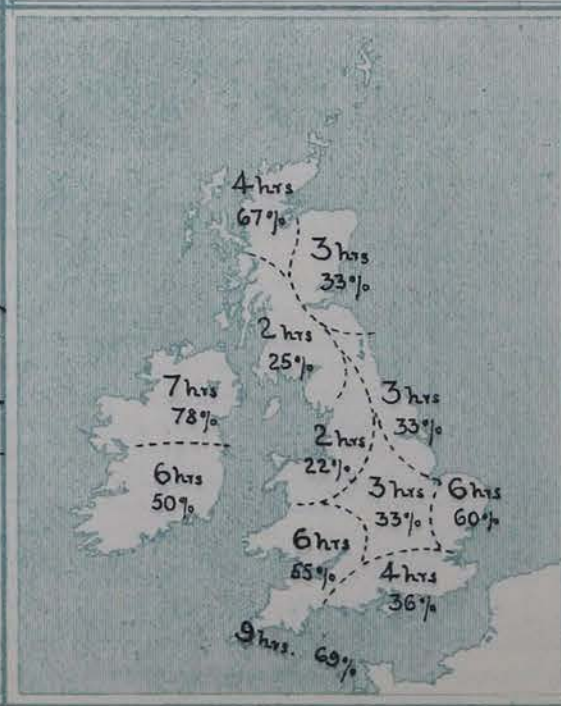 4 hrs
67%
3 hrs
33%
2 hrs
25%
7 hrs
78%
3 hrs
33%
2 hrs
22%
6 hrs
50%
3 hrs
33%
6 hrs
60%
6 hrs
55%
4 hrs
36%
9 hrs. 69%